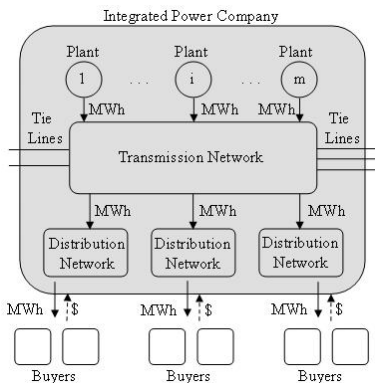 Integrated Power Company
Plant Plant Plant
1 . . . i . . . m
MWh MWh MWh
Tie Lines
Tie Lines
Transmission Network
MWh MWh MWh
Distribution Network
Distribution Network
Distribution Network
MWh $ MWh $ MWh $
Buyers Buyers Buyers